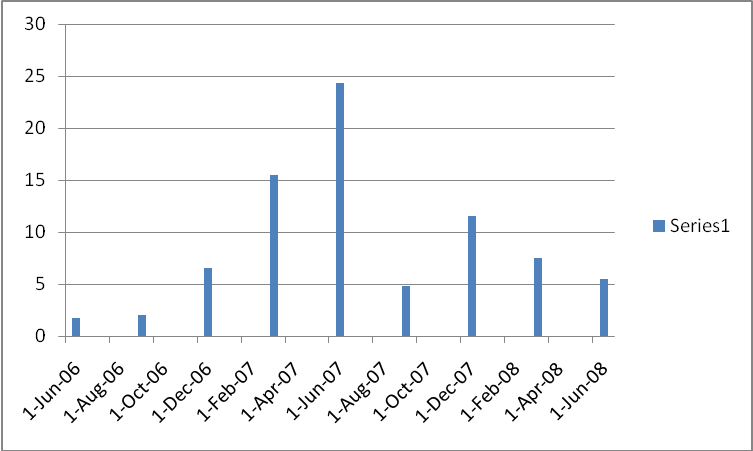 30
25
20
15
10
5
0
1-Jun-06
1-Aug-06
1-Oct-06
1-Dec-06
1-Feb-07
1-Apr-07
1-Jun-07
1-Aug-07
1-Oct-07
1-Dec-07
1-Feb-08
1-Apr-08
1-Jun-08
Series1